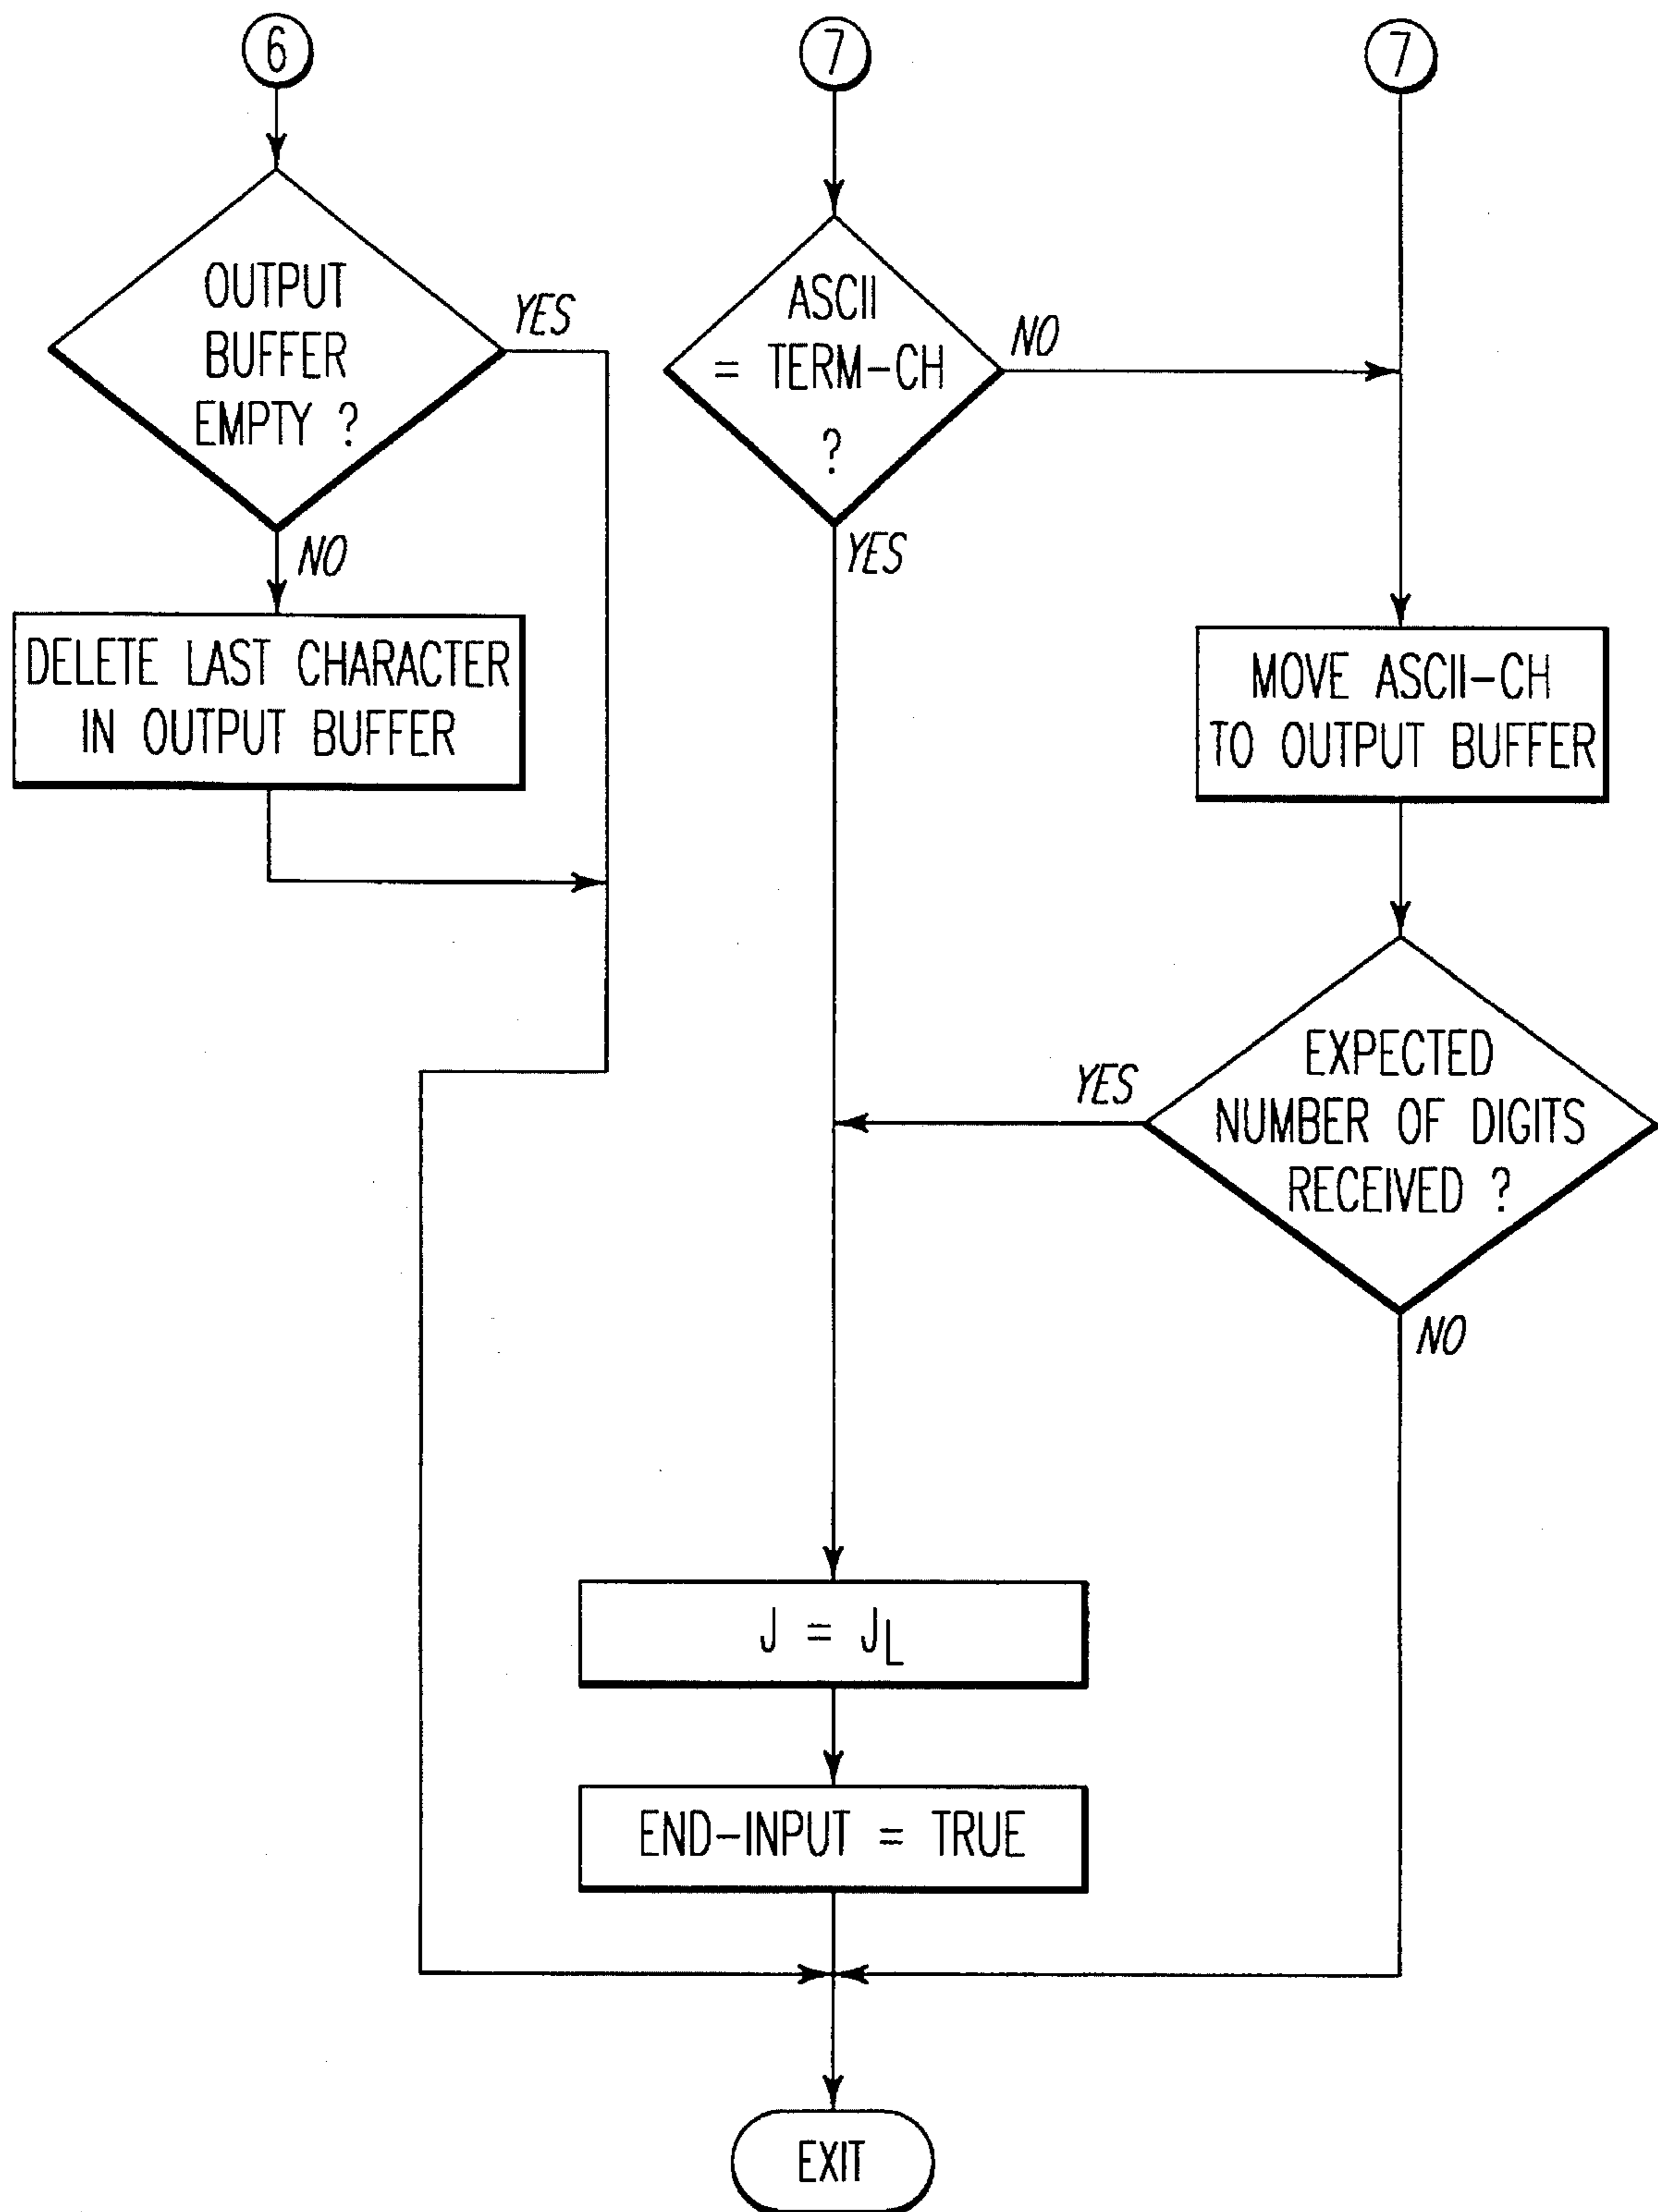 6
7
7
OUTPUT
BUFFER
EMPTY ?
YES
NO
DELETE LAST CHARACTER
IN OUTPUT BUFFER
ASCII
= TERM-CH
?
NO
YES
MOVE ASCII-CH
TO OUTPUT BUFFER
EXPECTED
NUMBER OF DIGITS
RECEIVED ?
YES
NO
J = JL
END-INPUT = TRUE
EXIT